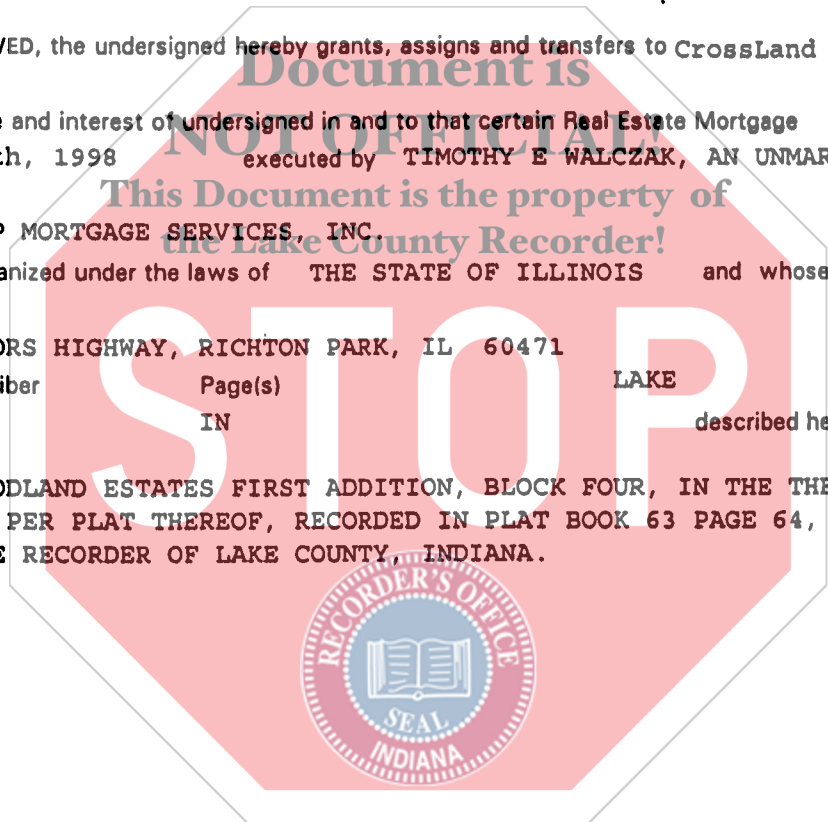 VED, the undersigned hereby grants, assigns and transfers to CrossLand
Document is
and interest of undersigned in and to that certain Real Estate Mortgage
NOT OFFICIAL!
th, 1998 executed by TIMOTHY E WALCZAK, AN UNMAR
This Document is the property of
P MORTGAGE SERVICES, INC.
the Lake County Recorder!
anized under the laws of THE STATE OF ILLINOIS and whose
STOP
ORS HIGHWAY, RICHTON PARK, IL 60471
iber Page(s) LAKE
IN described he
ODLAND ESTATES FIRST ADDITION, BLOCK FOUR, IN THE THE
PER PLAT THEREOF, RECORDED IN PLAT BOOK 63 PAGE 64,
E RECORDER OF LAKE COUNTY, INDIANA.
RECORDER'S OFFICE
SEAL
INDIANA